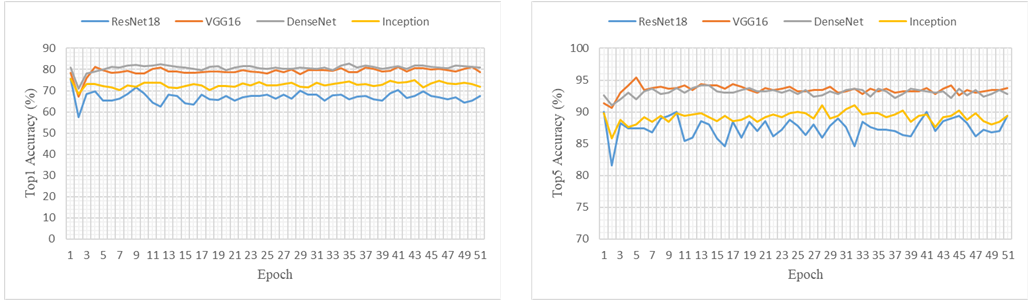 ResNet18 VGG16 DenseNet Inception
90
80
70
60
50
40
30
20
10
0
Top1 Accuracy (%)
1 3 5 7 9 11 13 15 17 19 21 23 25 27 29 31 33 35 37 39 41 43 45 47 49 51
Epoch
ResNet18 VGG16 DenseNet Inception
100
95
90
85
80
75
70
Top5 Accuracy (%)
1 3 5 7 9 11 13 15 17 19 21 23 25 27 29 31 33 35 37 39 41 43 45 47 49 51
Epoch